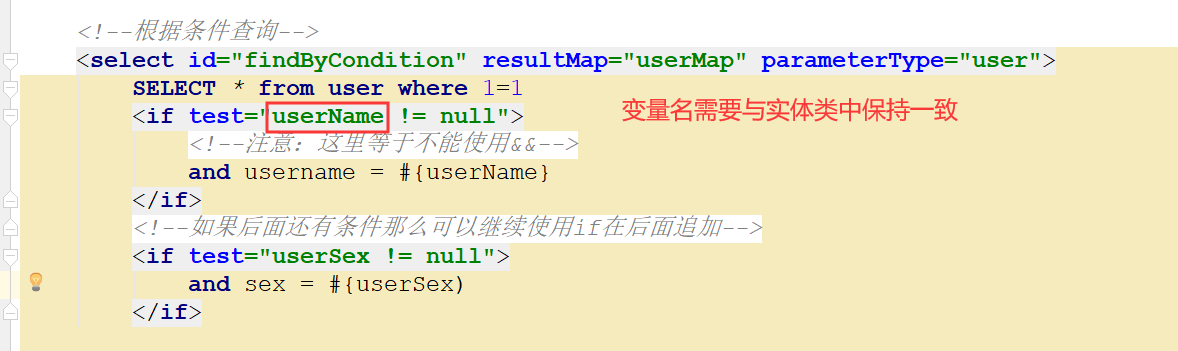 <!--根据条件查询-->
<select id="findByCondition" resultMap="userMap" parameterType="user">
SELECT * from user where 1=1
<if test="userName != null">
变量名需要与实体类中保持一致
<!--注意：这里等于不能使用&&-->
and username = #{userName}
</if>
<!--如果后面还有条件那么可以继续使用if在后面追加-->
<if test="userSex != null">
and sex = #{userSex)
</if>